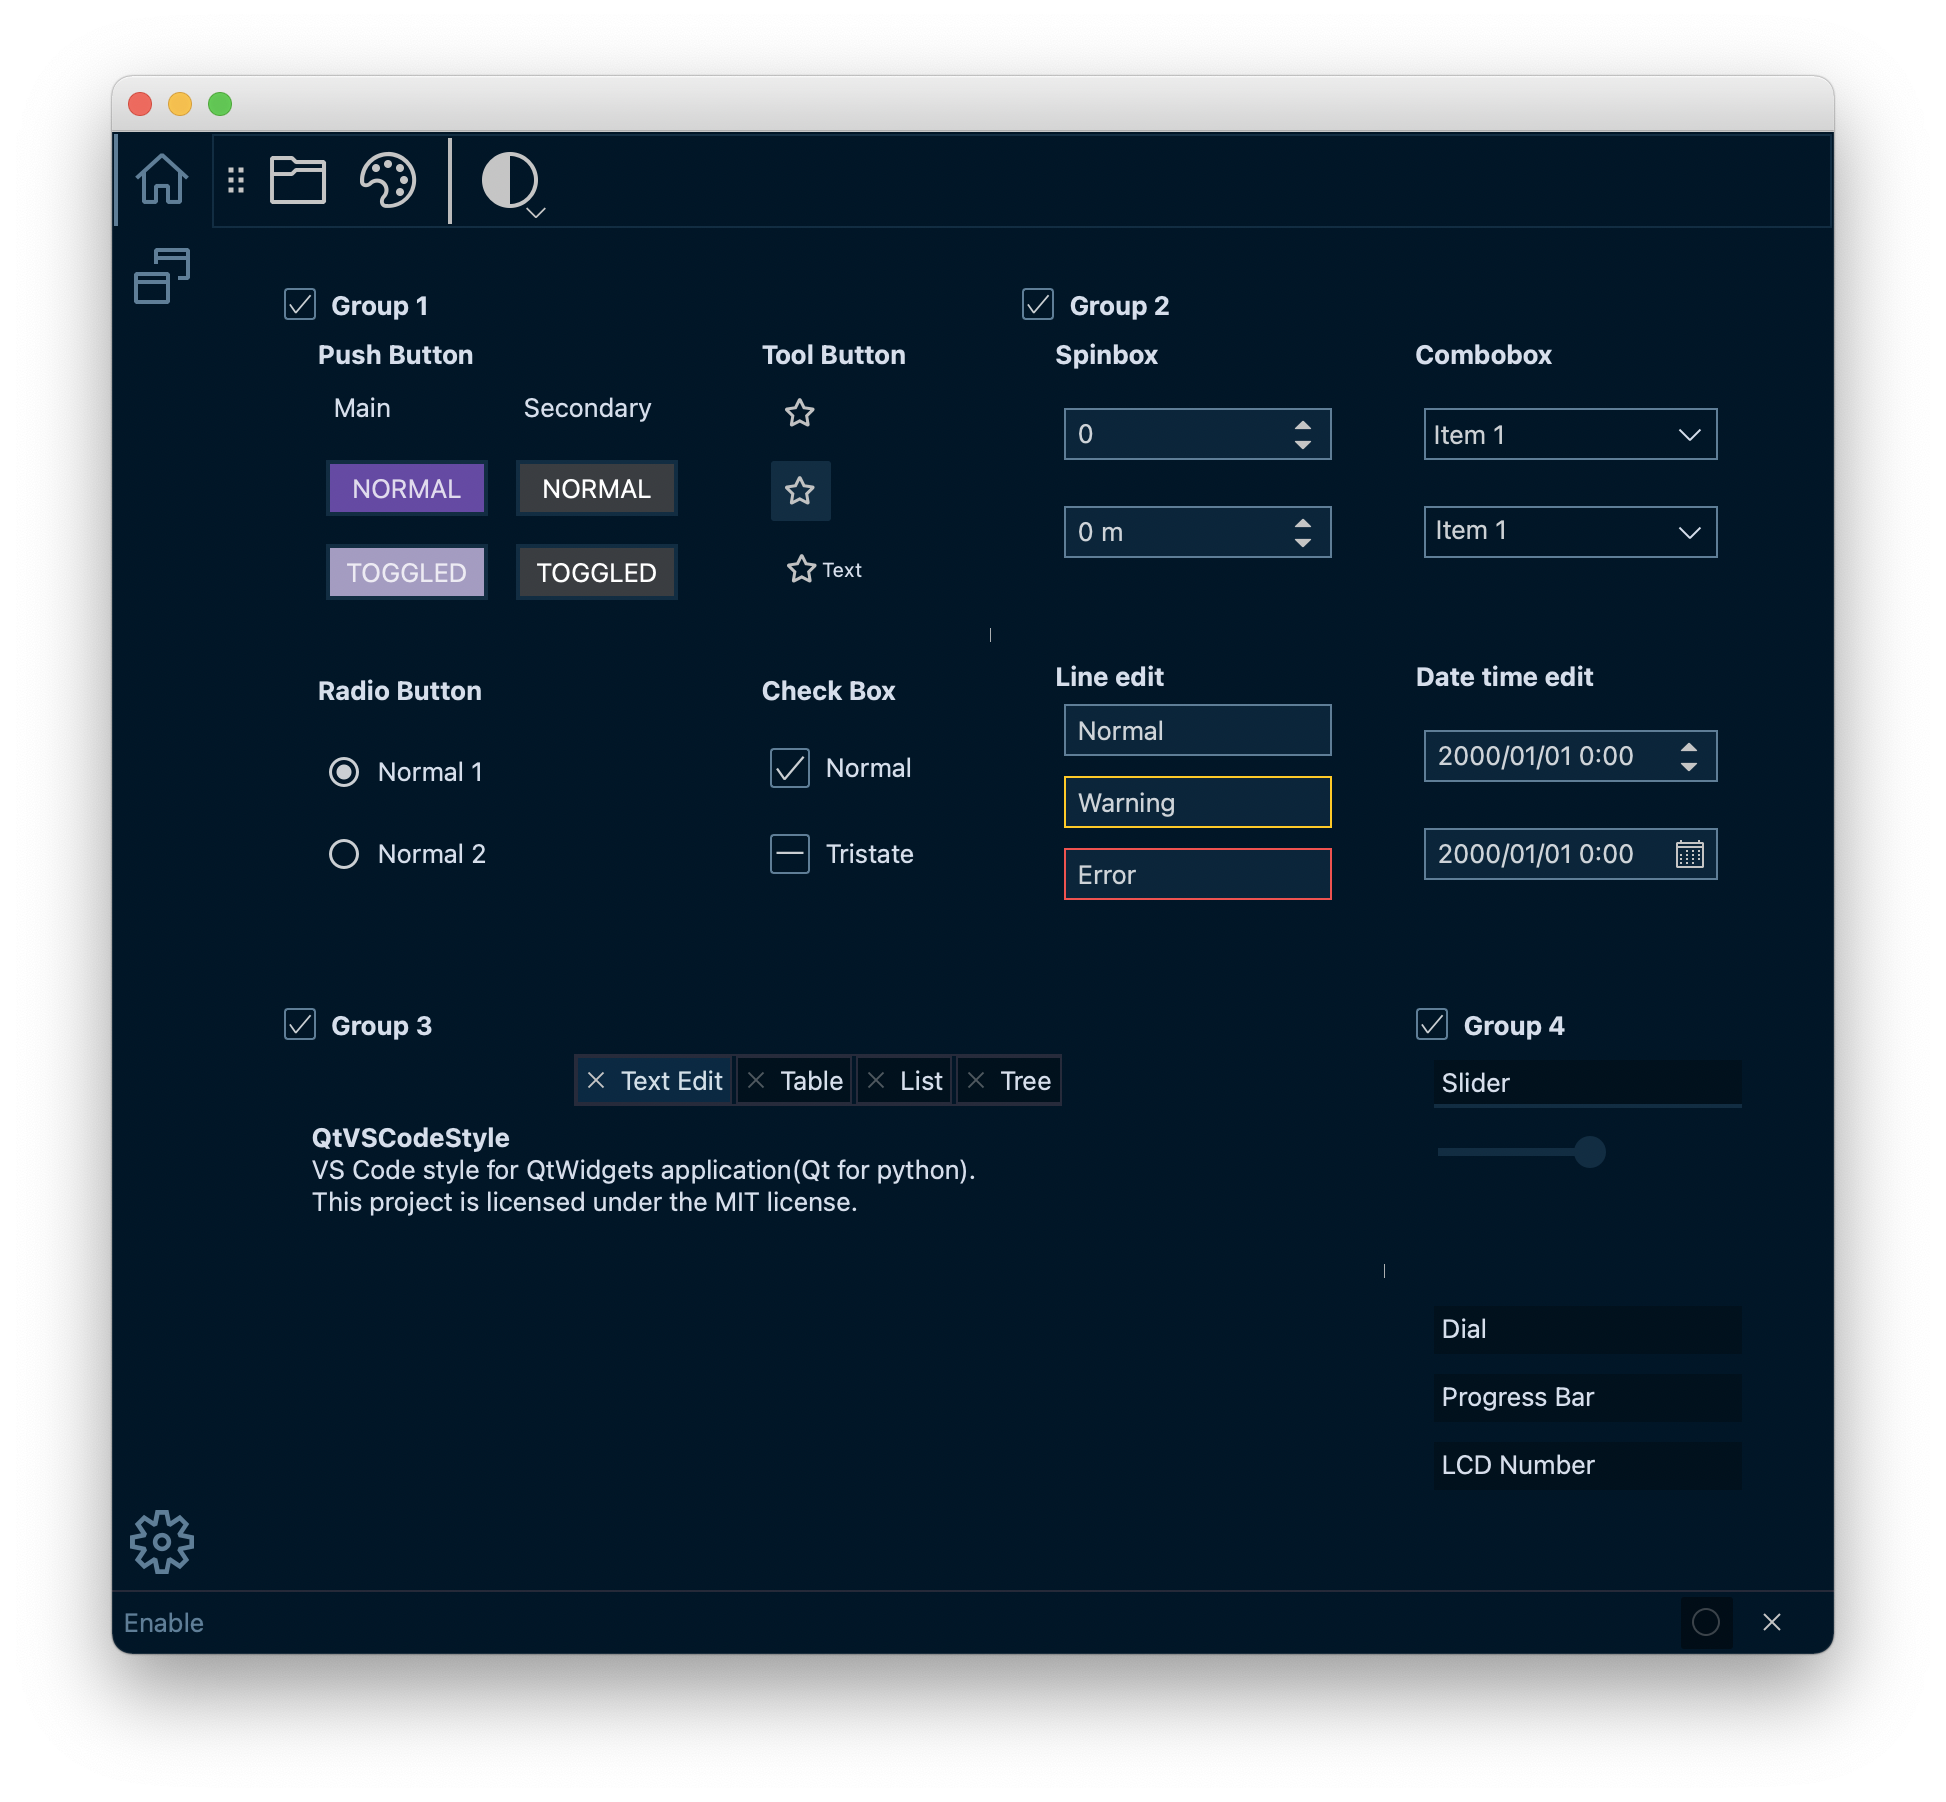 Group 1
Push Button
Tool Button
Main
Secondary
NORMAL
NORMAL
TOGGLED
TOGGLED
Text
Radio Button
Check Box
Normal 1
Normal
Normal 2
Tristate
Group 2
Spinbox
Combobox
0
Item 1
0 m
Item 1
Line edit
Date time edit
Normal
2000/01/01 0:00
Warning
2000/01/01 0:00
Error
Group 3
Text Edit
Table
List
Tree
QtVSCodeStyle
VS Code style for QtWidgets application(Qt for python).
This project is licensed under the MIT license.
Group 4
Slider
Dial
Progress Bar
LCD Number
Enable